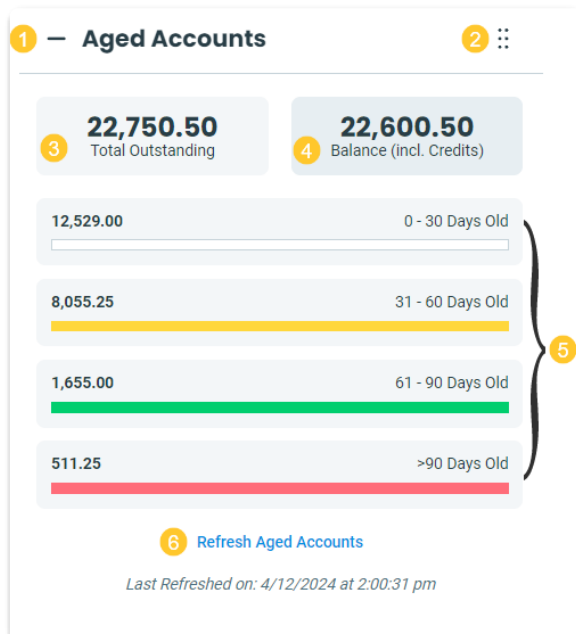 1 — Aged Accounts 2
22,750.50
3 Total Outstanding
22,600.50
4 Balance (incl. Credits)
12,529.00 0 - 30 Days Old
8,055.25 31 - 60 Days Old
5
1,655.00 61 - 90 Days Old
511.25 >90 Days Old
6 Refresh Aged Accounts
Last Refreshed on: 4/12/2024 at 2:00:31 pm